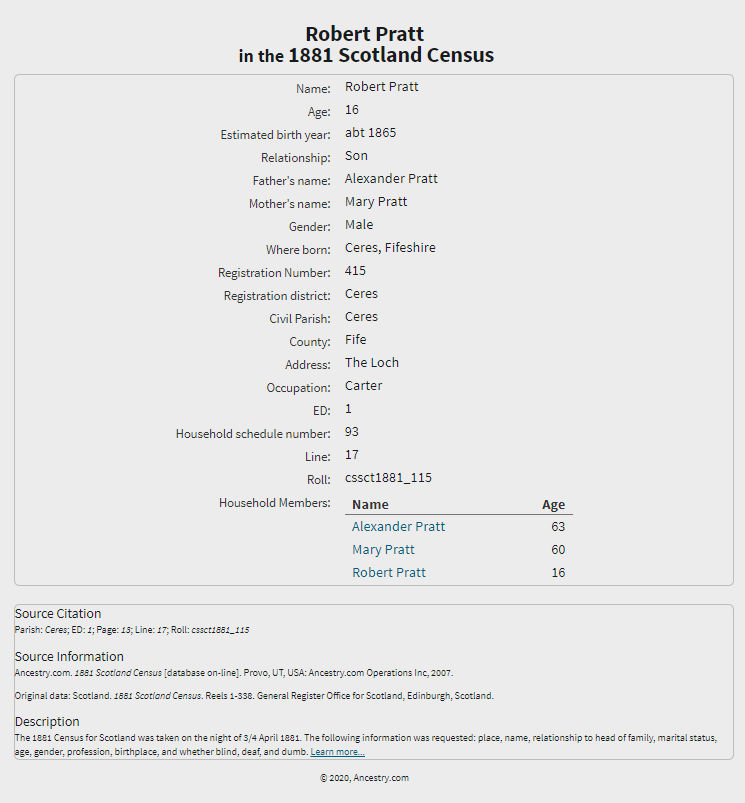 Robert Pratt
in the 1881 Scotland Census
Name: Robert Pratt
Age: 16
Estimated birth year: abt 1865
Relationship: Son
Father's name: Alexander Pratt
Mother's name: Mary Pratt
Gender: Male
Where born: Ceres, Fifeshire
Registration Number: 415
Registration district: Ceres
Civil Parish: Ceres
County: Fife
Address: The Loch
Occupation: Carter
ED: 1
Household schedule number: 93
Line: 17
Roll: cssct1881_115
Household Members: Name Age
Alexander Pratt 63
Mary Pratt 60
Robert Pratt 16
Source Citation
Parish: Ceres; ED: 1; Page: 13; Line: 17; Roll: cssct1881_115
Source Information
Ancestry.com. 1881 Scotland Census [database on-line]. Provo, UT, USA: Ancestry.com Operations Inc, 2007.
Original data: Scotland. 1881 Scotland Census. Reels 1-338. General Register Office for Scotland, Edinburgh, Scotland.
Description
The 1881 Census for Scotland was taken on the night of 3/4 April 1881. The following information was requested: place, name, relationship to head of family, marital status,
age, gender, profession, birthplace, and whether blind, deaf, and dumb. Learn more...
© 2020, Ancestry.com